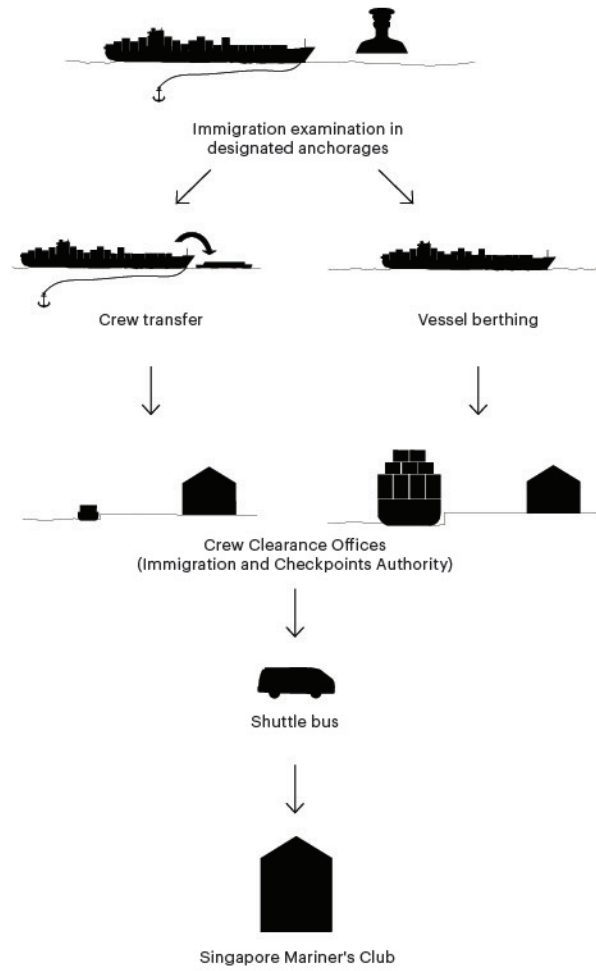 Immigration examination in
designated anchorages
Crew transfer
Vessel berthing
Crew Clearance Offices
(Immigration and Checkpoints Authority)
Shuttle bus
Singapore Mariner's Club